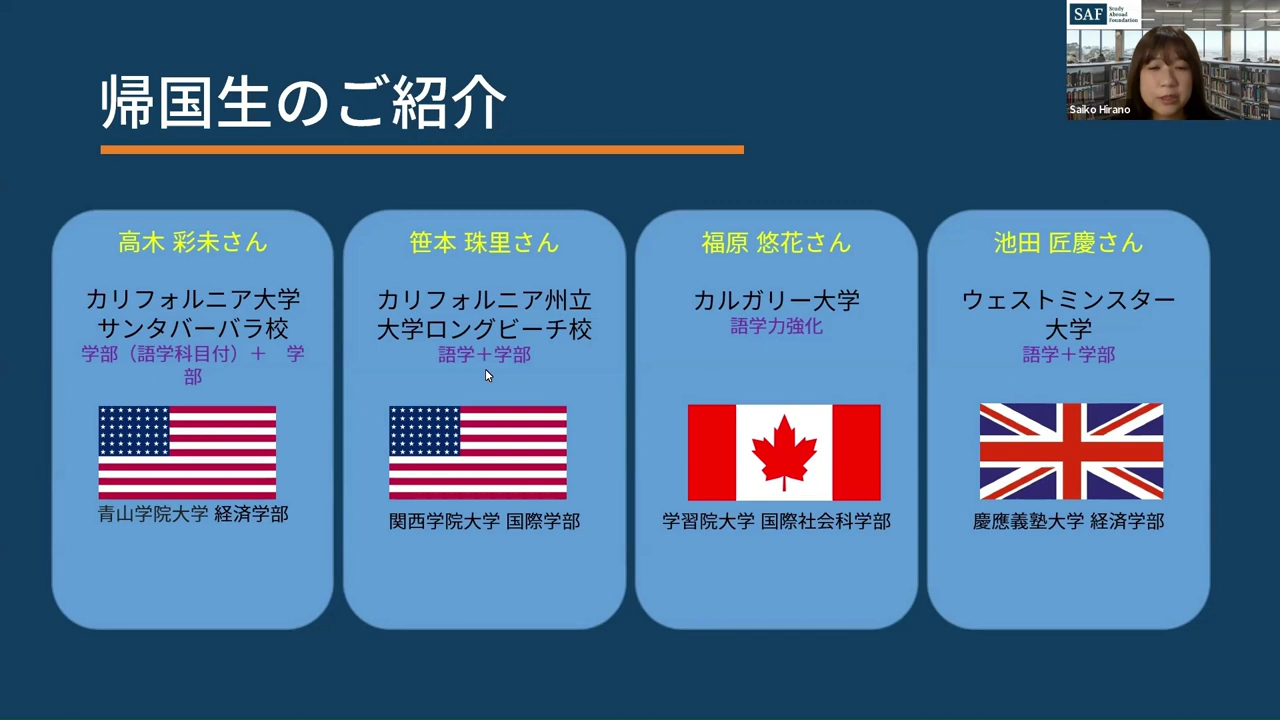 SAF Study
Abroad
Foundation
Saiko Hirano
帰国生のご紹介
高木 彩未さん
カリフォルニア大学
サンタバーバラ校
学部（語学科目付）＋　学
部
青山学院大学 経済学部
笹本 珠里さん
カリフォルニア州立
大学ロングビーチ校
語学＋学部
関西学院大学 国際学部
福原 悠花さん
カルガリー大学
語学力強化
学習院大学 国際社会科学部
池田 匠慶さん
ウェストミンスター
大学
語学＋学部
慶應義塾大学 経済学部